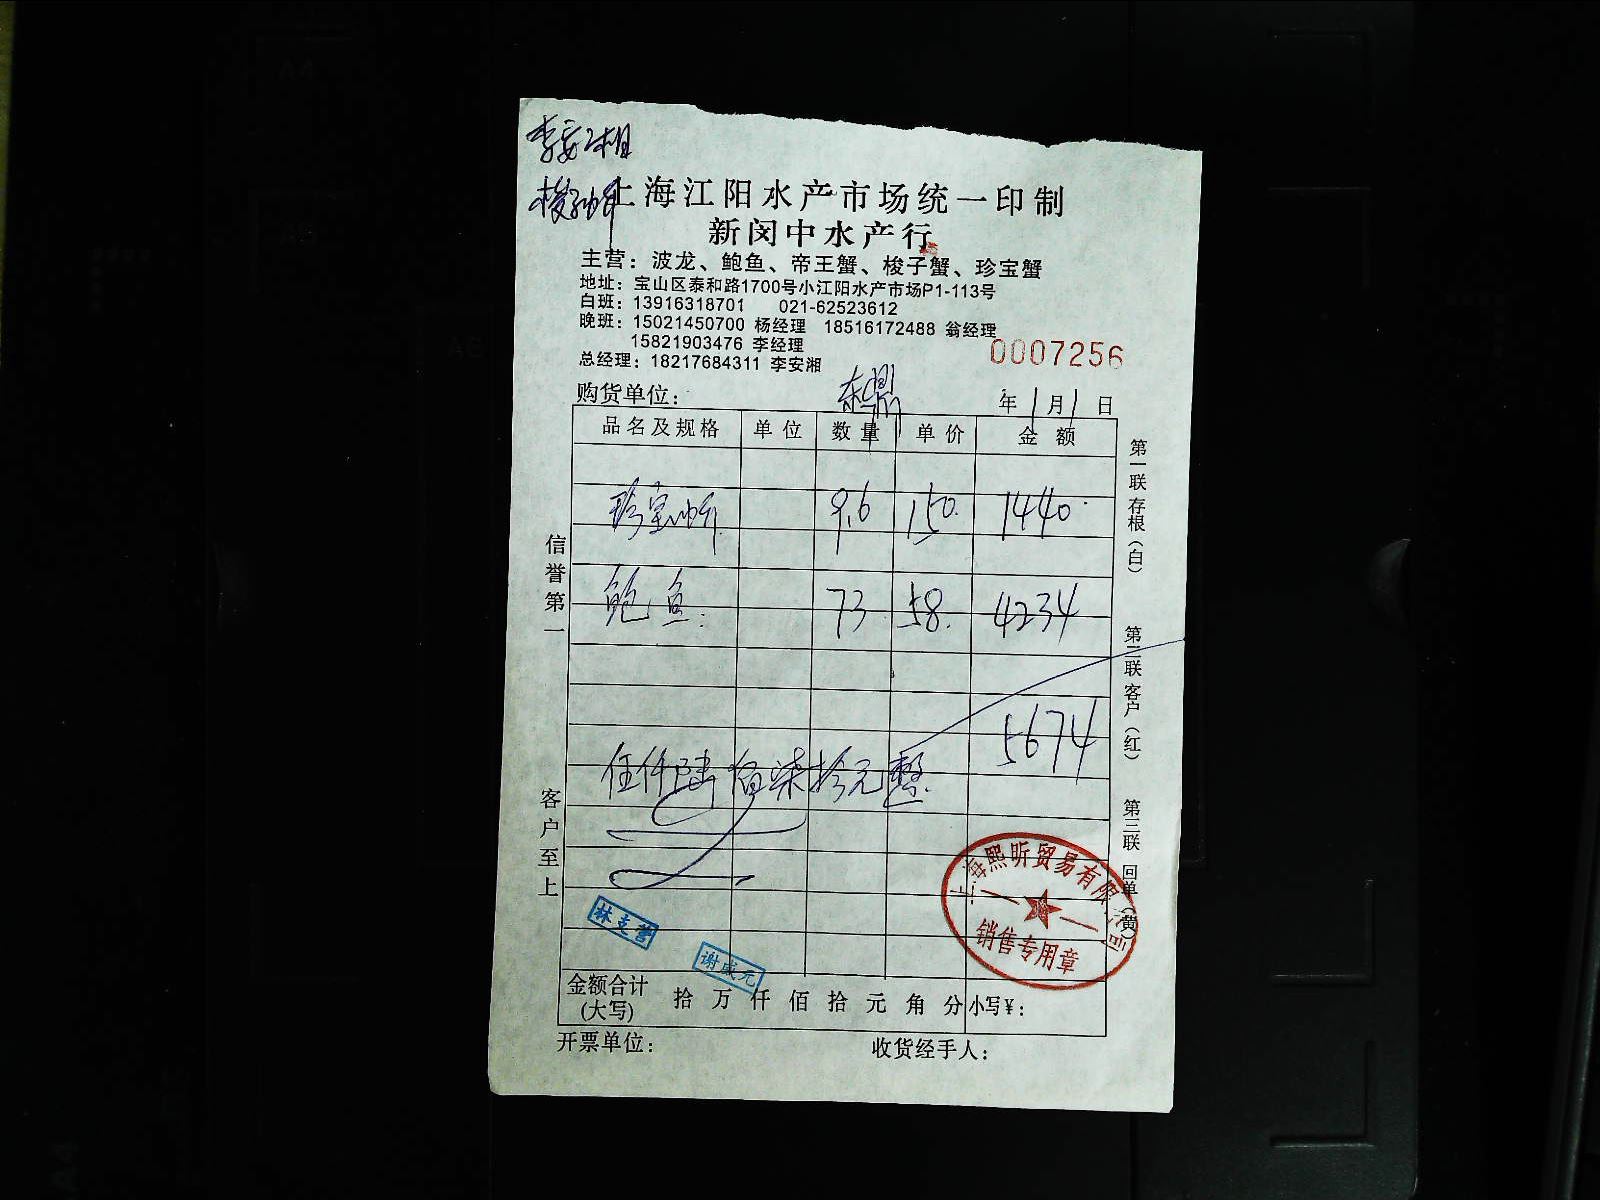 李安湘
梭子蟹
上海江阳水产市场统一印制
新闵中水产行
主营：波龙、鲍鱼、帝王蟹、梭子蟹、珍宝蟹
地址：宝山区泰和路1700号小江阳水产市场P1-113号
白班：13916318701 021-62523612
晚班：15021450700 杨经理 18516172488 翁经理
15821903476 李经理
总经理：18217684311 李安湘
0007256
购货单位：东鼎 年 1 月 1 日
品名及规格 单位 数量 单价 金额
珍宝蟹 9.6 150. 1440.
鲍鱼 73 58. 4234
5674
伍仟陆佰柒拾元整
信誉第一
客户至上
第一联存根(白)
第二联客户(红)
第三联回单(黄)
上海熙昕贸易有限公司
销售专用章
林克营
谢成元
金额合计(大写) 拾 万 仟 佰 拾 元 角 分 小写¥：
开票单位： 收货经手人：